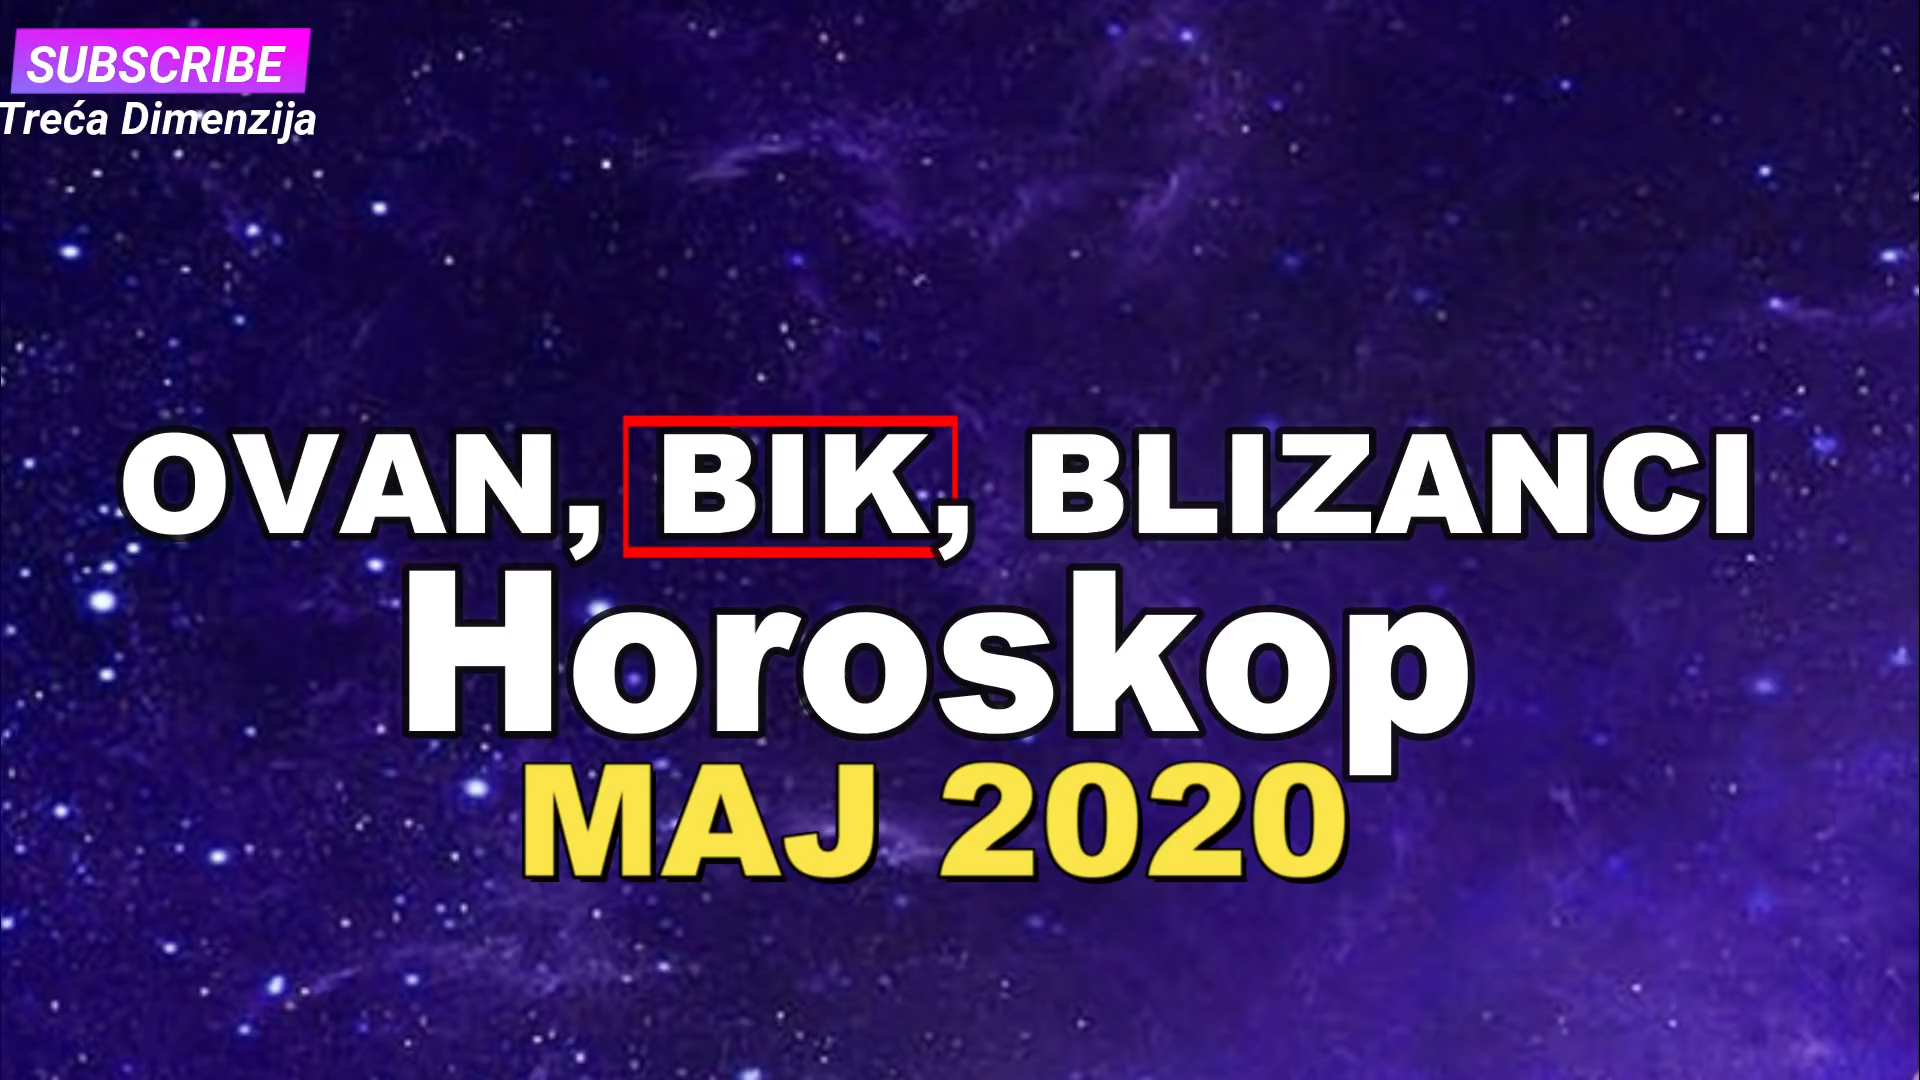 SUBSCRIBE
Treća Dimenzija
OVAN, BIK, BLIZANCI
Horoskop
MAJ 2020